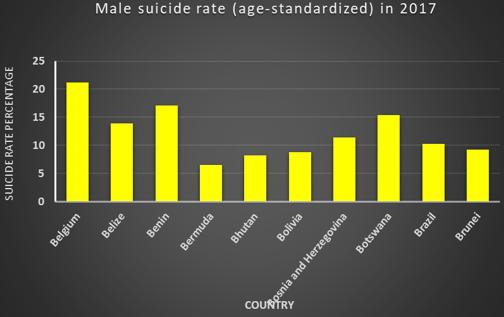 Male suicide rate (age-standardized) in 2017
SUICIDE RATE PERCENTAGE
25
20
15
10
5
0
Belgium
Belize
Benin
Bermuda
Bhutan
Bolivia
Bosnia and Herzegovina
Botswana
Brazil
Brunei
COUNTRY